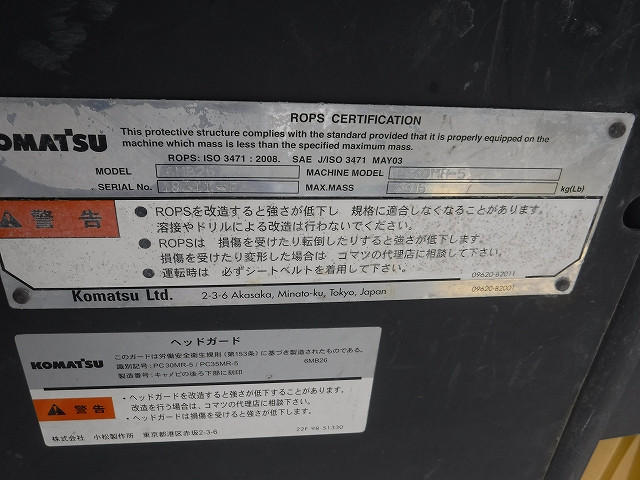 ROPS CERTIFICATION
OMATSU
This protective structure complies with the standard provided that it is properly equipped on the
machine which mass is less than the specified maximum mass.
ROPS: ISO 3471 : 2008. SAE J/ISO 3471 MAY03
MODEL MACHINE MODEL
SERIAL No. MAX.MASS kg(Lb)
警告
● ROPSを改造すると強さが低下し 規格に適合しなくなることがあります。
溶接やドリルによる改造は行わないでください。
● ROPSは 損傷を受けたり転倒したりすると強さが低下します。
損傷を受けたり変形した場合は コマツの代理店に相談して下さい。
● 運転時は 必ずシートベルトを着用して下さい。
09620-B2011
Komatsu Ltd. 2-3-6 Akasaka, Minato-ku, Tokyo, Japan 09620-B2001
ヘッドガード
KOMATSU
このガードは労働安全衛生規則(第153条)に基づき製造されたものである。
識別記号:PC30MR-5/PC35MR-5 6MB26
製造番号:キャノピの後ろ下部に刻印
警告
・ヘッドガードを改造すると強さが低下することがあります。
改造を行う場合は、コマツの代理店に相談下さい。
・ヘッドガードは損傷を受けると強さが低下します。
株式会社 小松製作所 東京都港区赤坂2-3-6 22F-98-51330